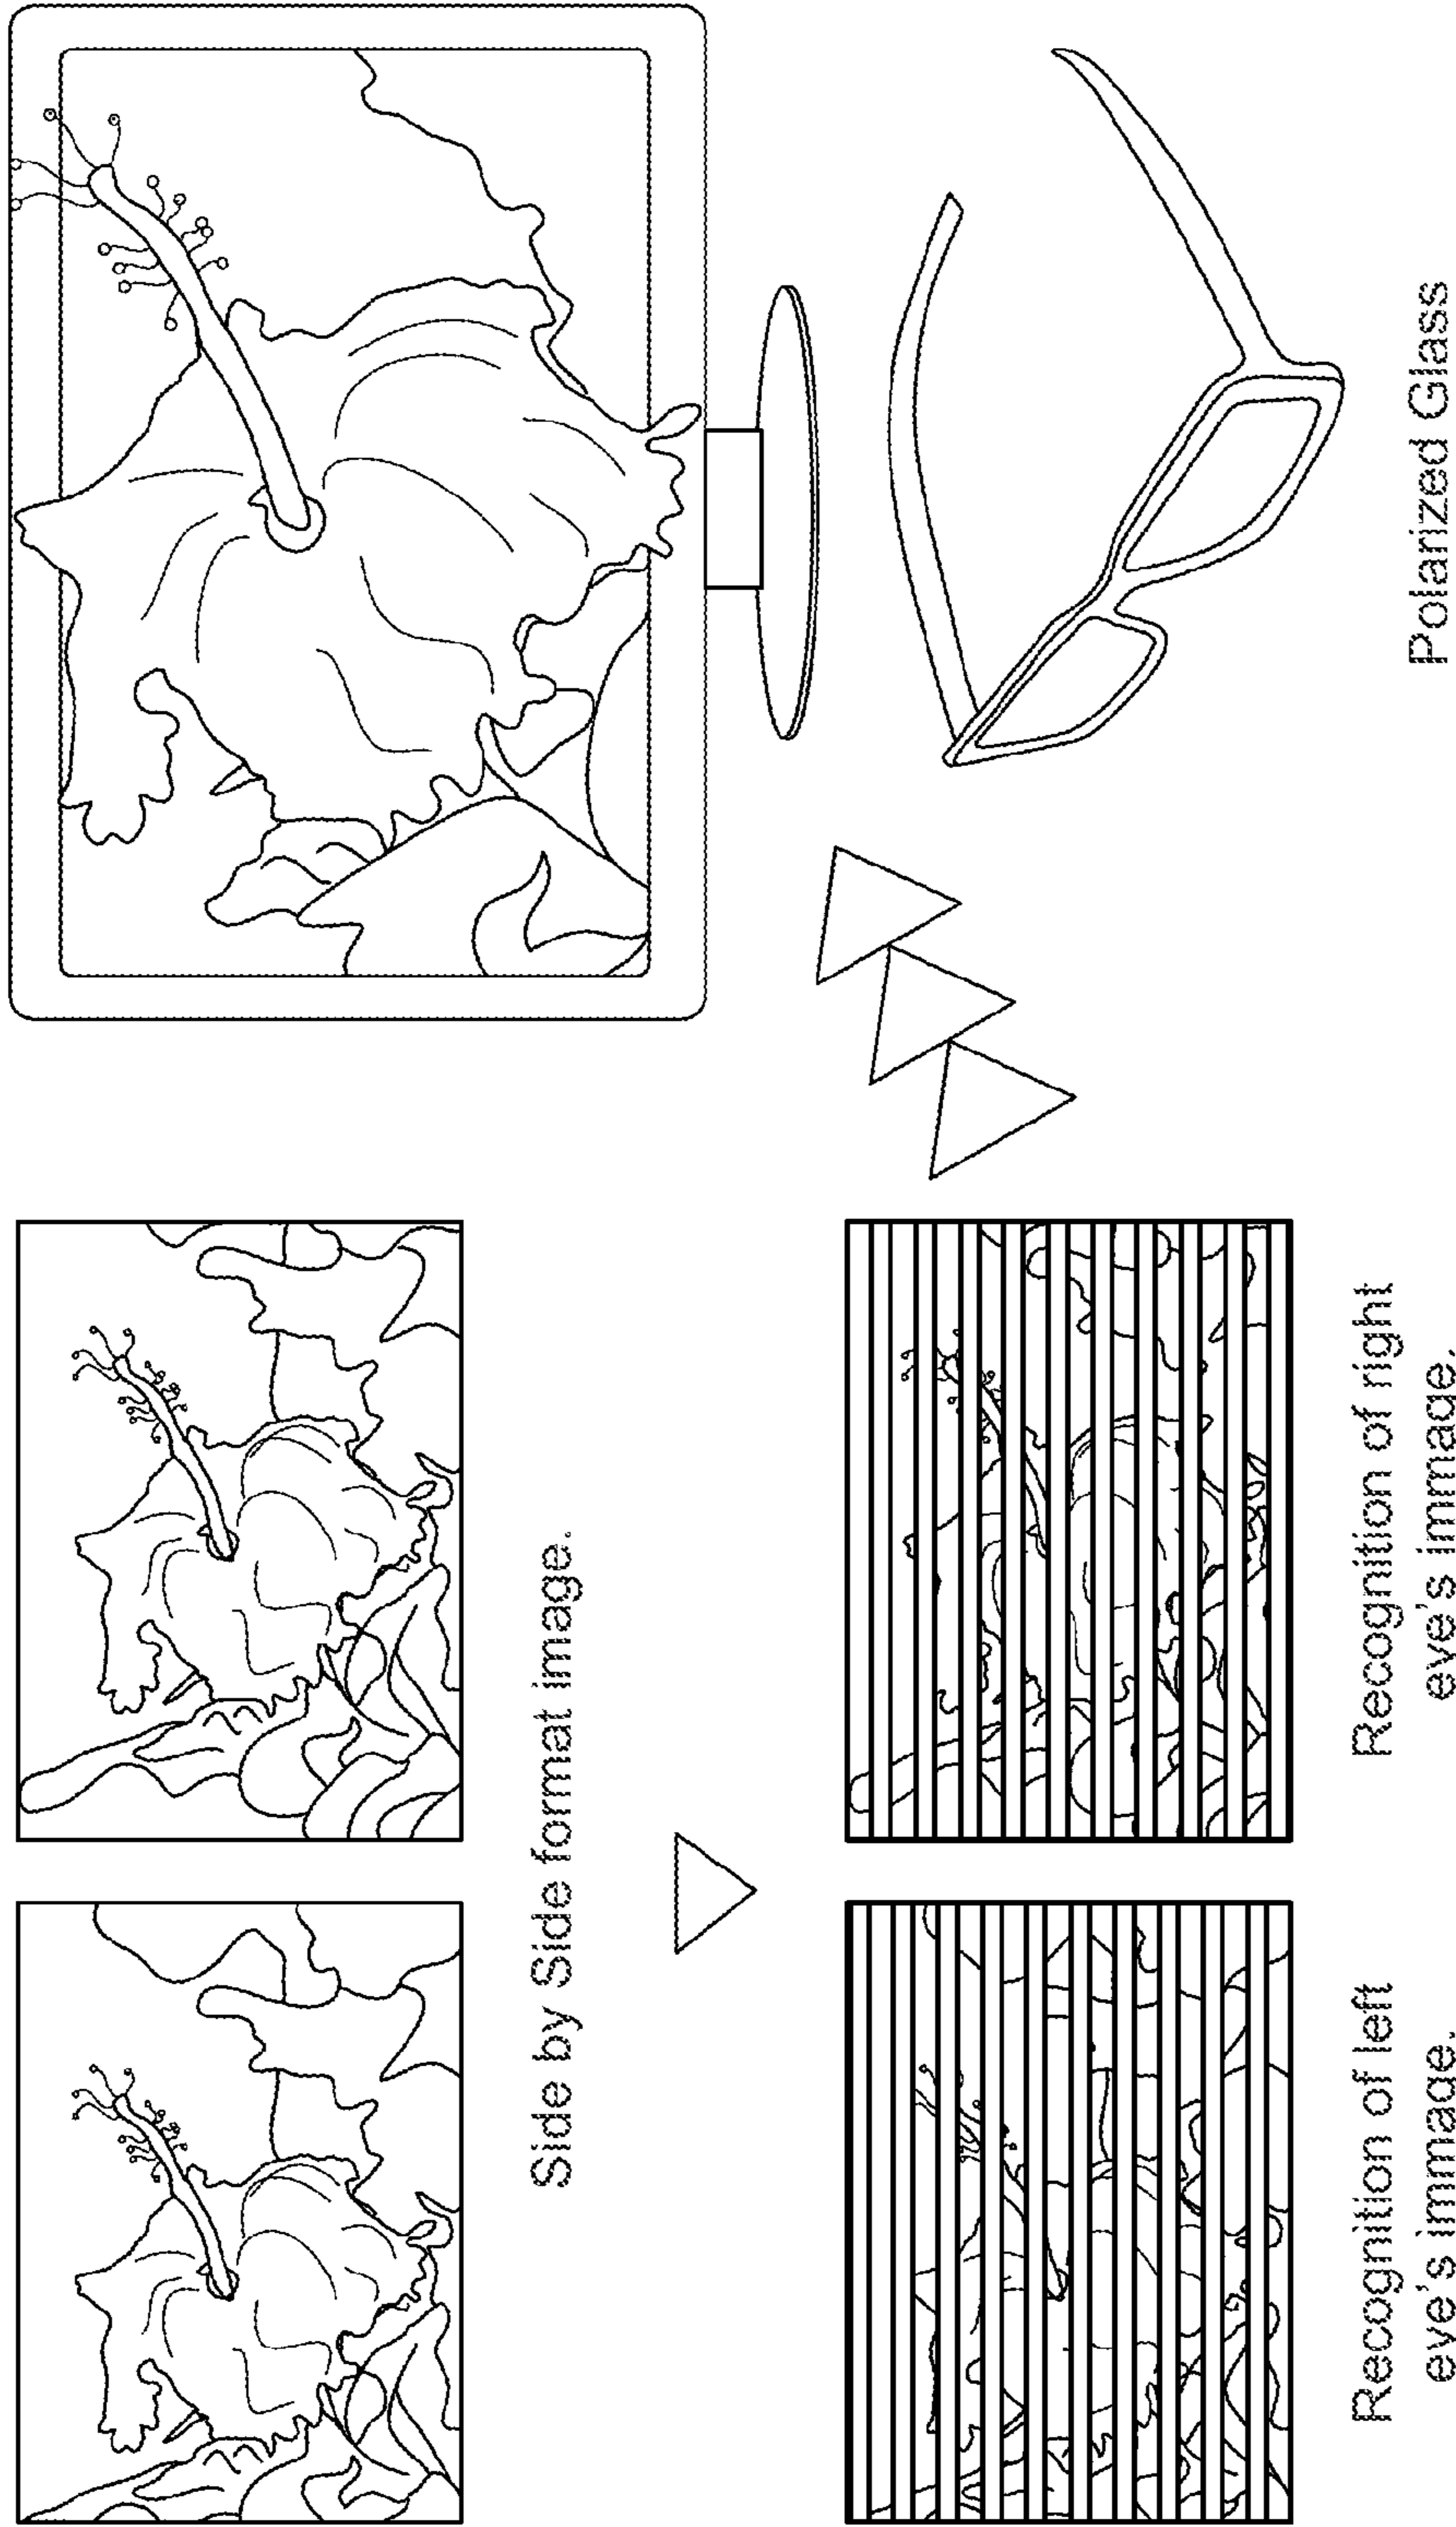 Side by Side format image.
Recognition of left
eye's immage.
Recognition of right
eye's immage.
Polarized Glass